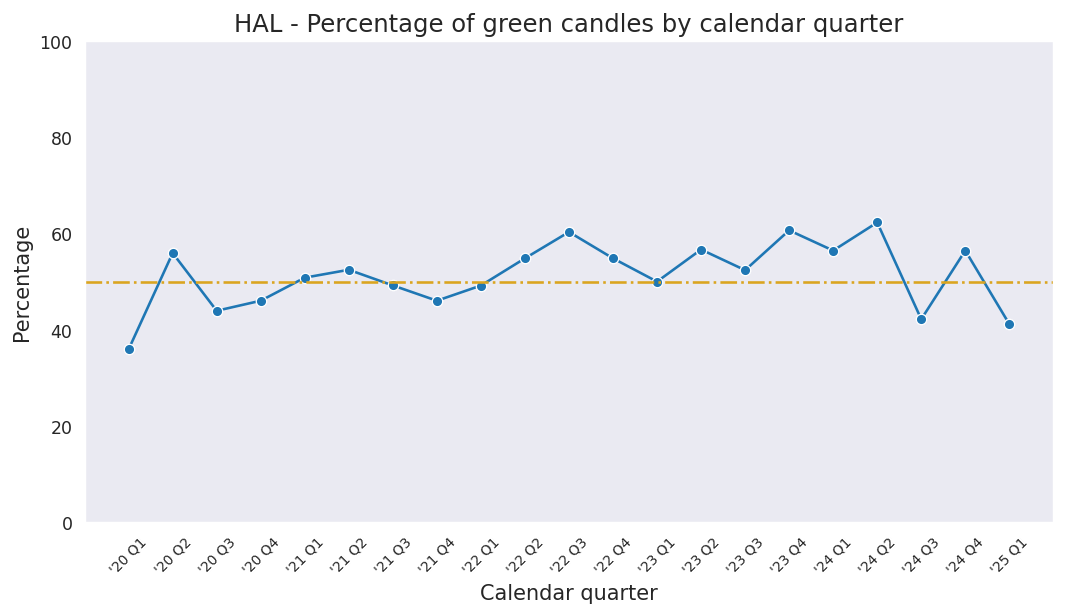 HAL - Percentage of green candles by calendar quarter
Percentage
100
80
60
40
20
0
'20 Q1
'20 Q2
'20 Q3
'20 Q4
'21 Q1
'21 Q2
'21 Q3
'21 Q4
'22 Q1
'22 Q2
'22 Q3
'22 Q4
'23 Q1
'23 Q2
'23 Q3
'23 Q4
'24 Q1
'24 Q2
'24 Q3
'24 Q4
'25 Q1
Calendar quarter